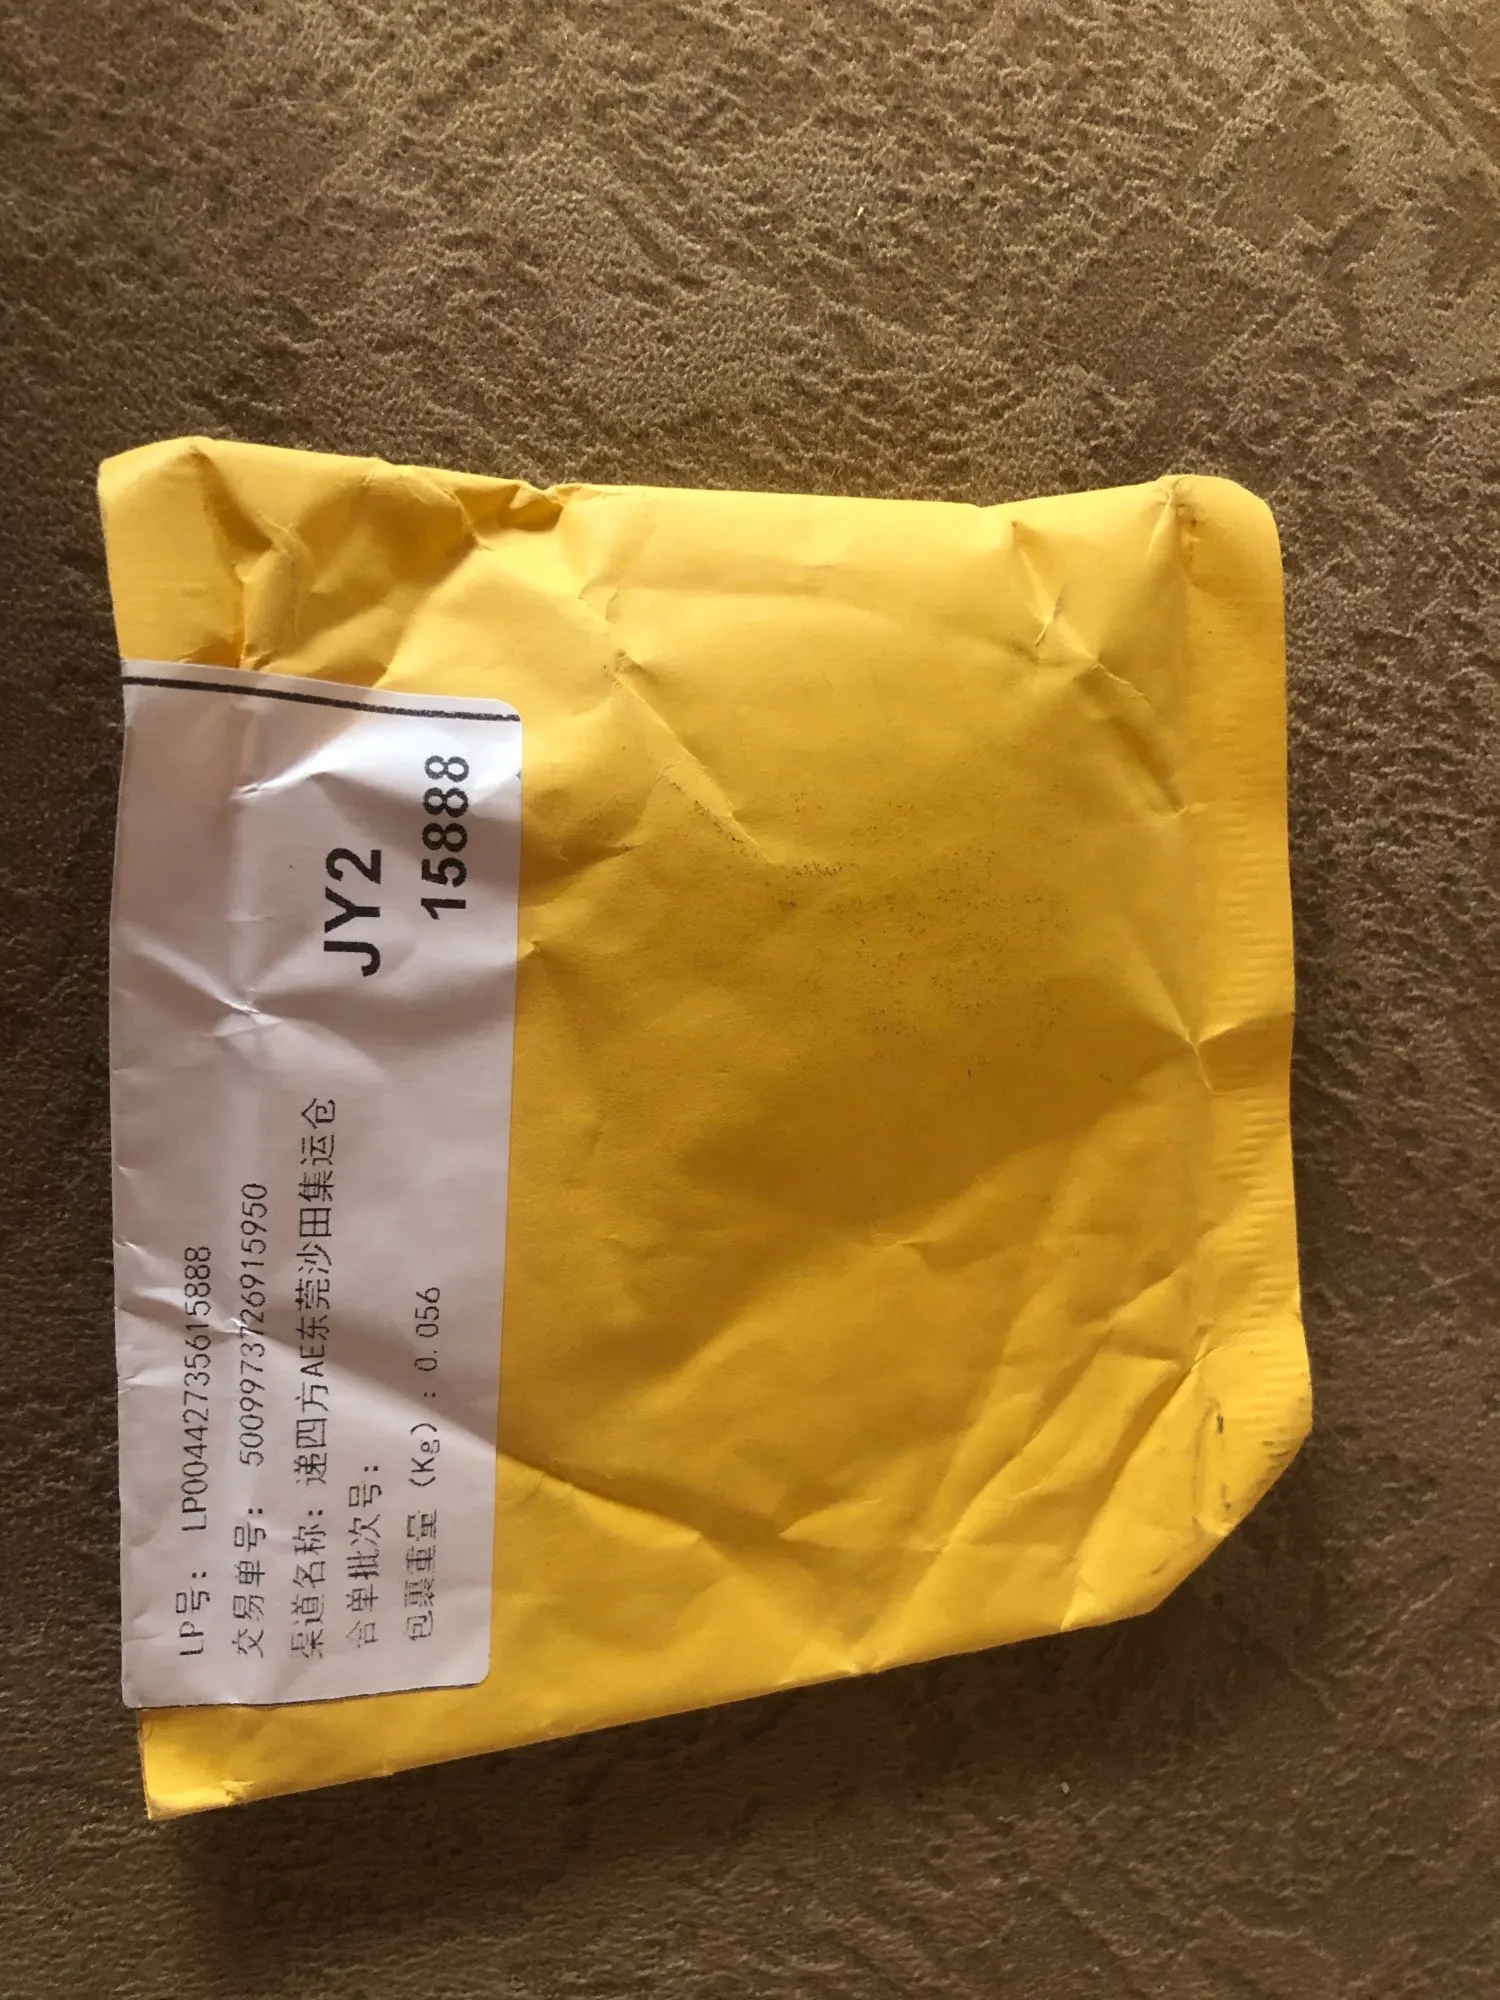 LP号: LP00442735615888
交易单号: 5009973726915950
渠道名称: 递四方AE东莞沙田集运仓
合单批次号:
包裹重量 (Kg) : 0.056
JY2
15888